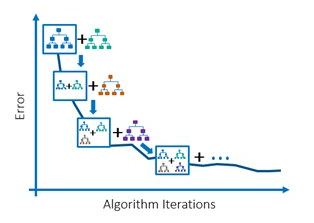 Error
+
+
+
+ ...
Algorithm Iterations